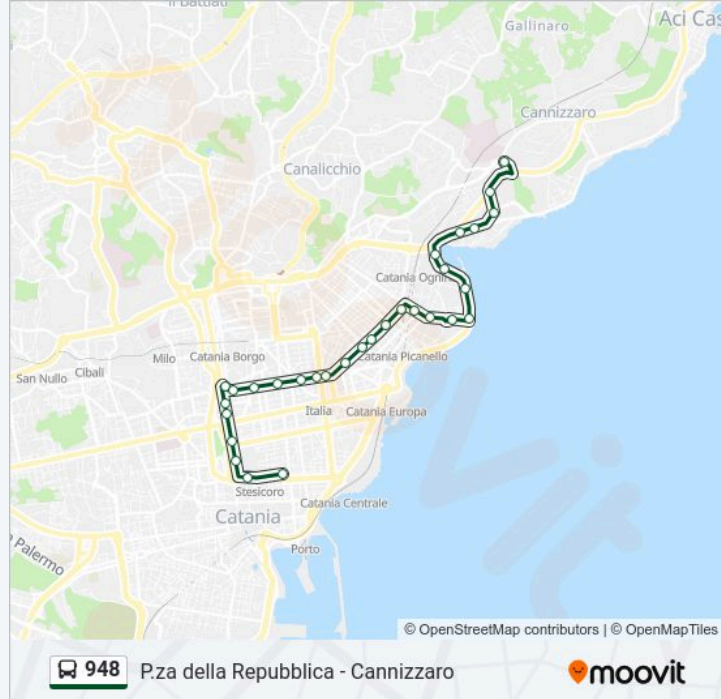 Il Battiati
Gallinaro
Aci Cas
Cannizzaro
Canalicchio
Catania Ognin
Milo
Catania Borgo
Catania Picanello
San Nullo
Cibali
Italia
Catania Europa
Stesicoro
Catania Centrale
Catania
Porto
Palermo
© OpenStreetMap contributors | © OpenMapTiles
948 P.za della Repubblica - Cannizzaro
moovit